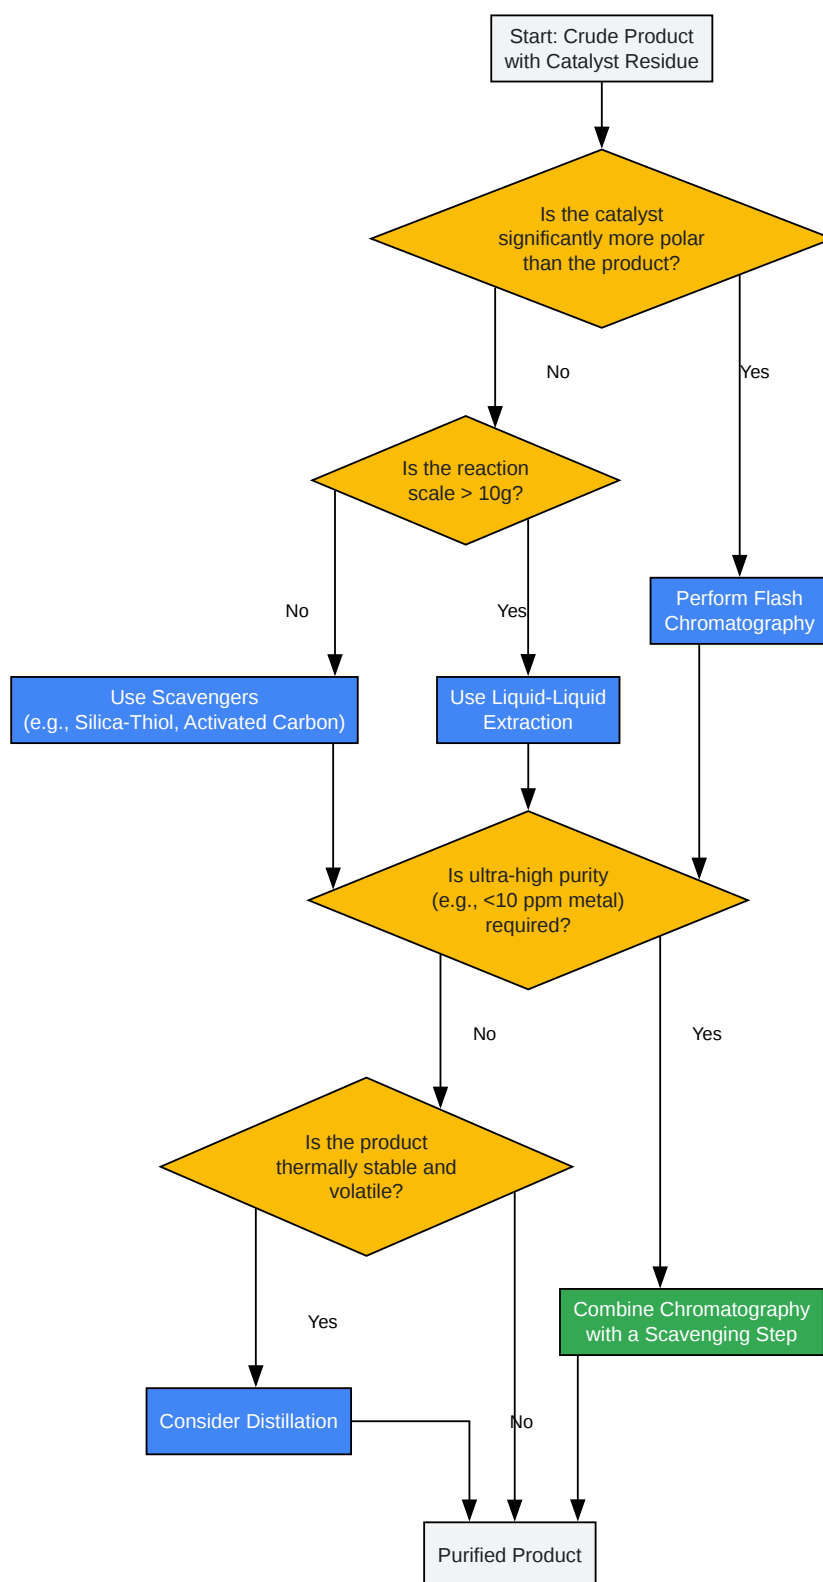 Start: Crude Product
with Catalyst Residue
Is the catalyst
significantly more polar
than the product?
No
Yes
Is the reaction
scale > 10g?
No
Yes
Perform Flash
Chromatography
Use Scavengers
(e.g., Silica-Thiol, Activated Carbon)
Use Liquid-Liquid
Extraction
Is ultra-high purity
(e.g., <10 ppm metal)
required?
No
Yes
Is the product
thermally stable and
volatile?
Yes
Combine Chromatography
with a Scavenging Step
Consider Distillation
No
Purified Product